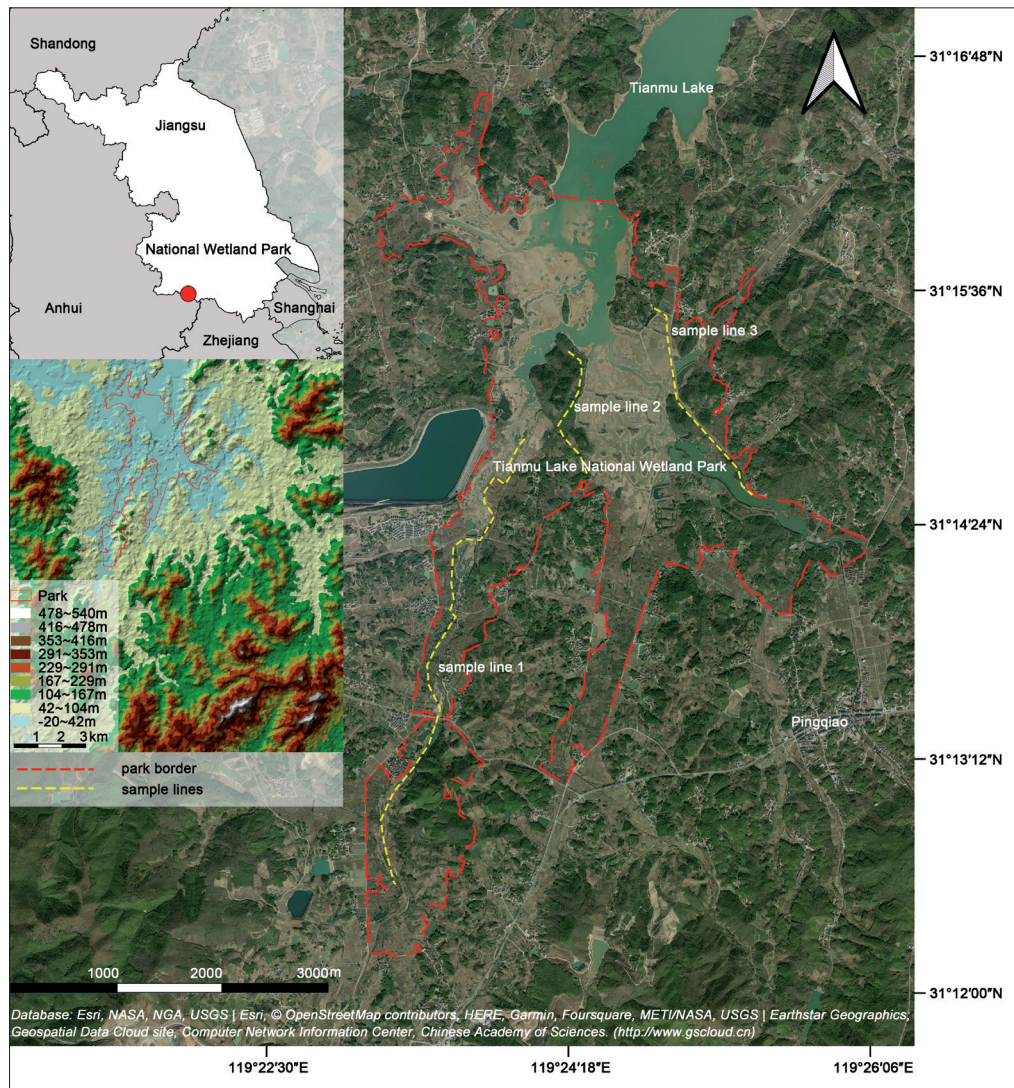 Shandong
Jiangsu
National Wetland Park
Anhui
Shanghai
Zhejiang
Park
478~540m
416~478m
353~416m
291~353m
229~291m
167~229m
104~167m
42~104m
-20~42m
1 2 3km
park border
sample lines
Tianmu Lake
sample line 3
sample line 2
Tianmu Lake National Wetland Park
sample line 1
Pingqiao
1000 2000 3000m
Database: Esri, NASA, NGA, USGS | Esri, © OpenStreetMap contributors, HERE, Garmin, Foursquare, METI/NASA, USGS | Earthstar Geographics;
Geospatial Data Cloud site, Computer Network Information Center, Chinese Academy of Sciences. (http://www.gscloud.cn)
31°16′48″N
31°15′36″N
31°14′24″N
31°13′12″N
31°12′00″N
119°22′30″E
119°24′18″E
119°26′06″E